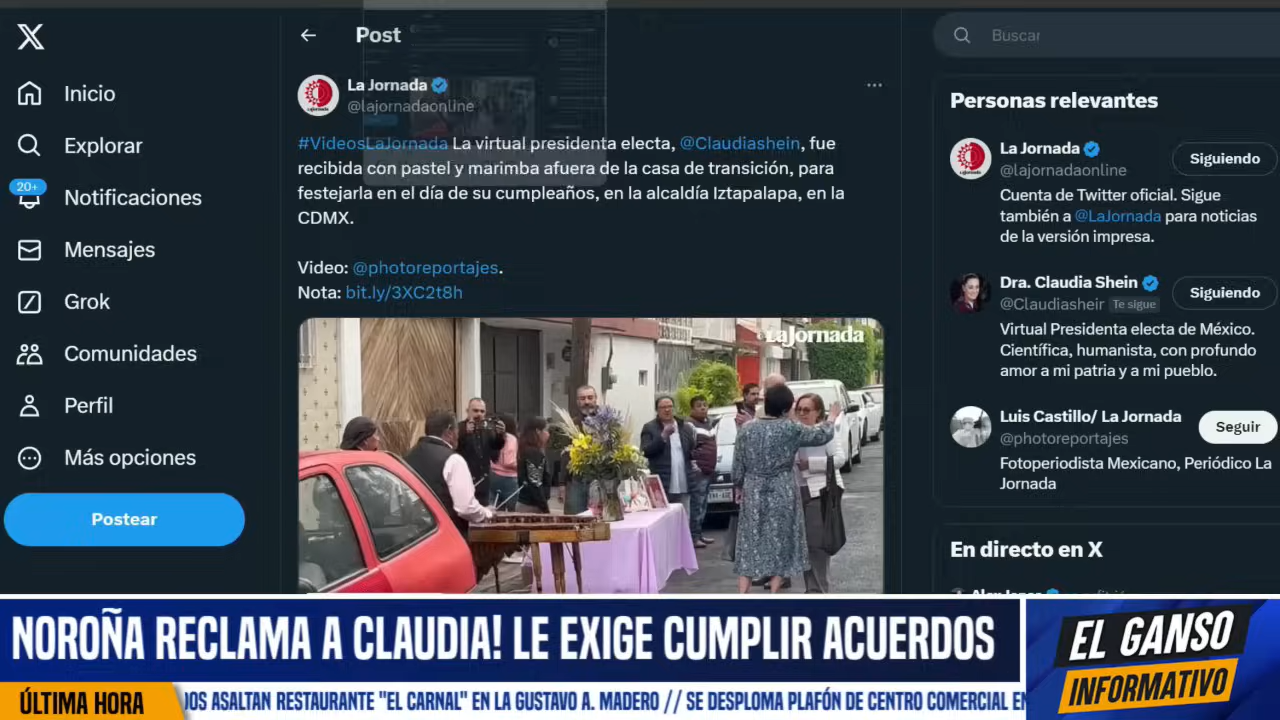 Inicio
Explorar
20+
Notificaciones
Mensajes
Grok
Comunidades
Perfil
Más opciones
Postear
Post
La Jornada
@lajornadaonline
#VideosLaJornada La virtual presidenta electa, @Claudiashein, fue
recibida con pastel y marimba afuera de la casa de transición, para
festejarla en el día de su cumpleaños, en la alcaldía Iztapalapa, en la
CDMX.
Video: @photoreportajes.
Nota: bit.ly/3XC2t8h
La Jornada
Buscar
Personas relevantes
La Jornada
@lajornadaonline
Siguiendo
Cuenta de Twitter oficial. Sigue
también a @LaJornada para noticias
de la versión impresa.
Dra. Claudia Shein
@Claudiasheir Te sigue
Siguiendo
Virtual Presidenta electa de México.
Científica, humanista, con profundo
amor a mi patria y a mi pueblo.
Luis Castillo/ La Jornada
@photoreportajes
Seguir
Fotoperiodista Mexicano, Periódico La
Jornada
En directo en X
NOROÑA RECLAMA A CLAUDIA! LE EXIGE CUMPLIR ACUERDOS
EL GANSO
INFORMATIVO
ÚLTIMA HORA
DOS ASALTAN RESTAURANTE "EL CARNAL" EN LA GUSTAVO A. MADERO // SE DESPLOMA PLAFÓN DE CENTRO COMERCIAL EN